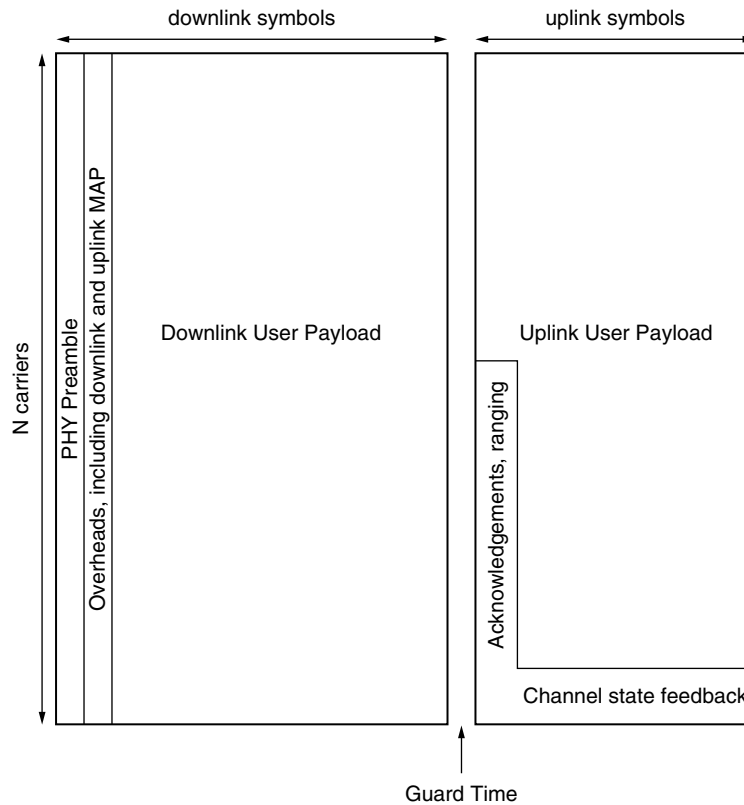 downlink symbols
uplink symbols
N carriers
PHY Preamble
Overheads, including downlink and uplink MAP
Downlink User Payload
Uplink User Payload
Acknowledgements, ranging
Channel state feedback
Guard Time